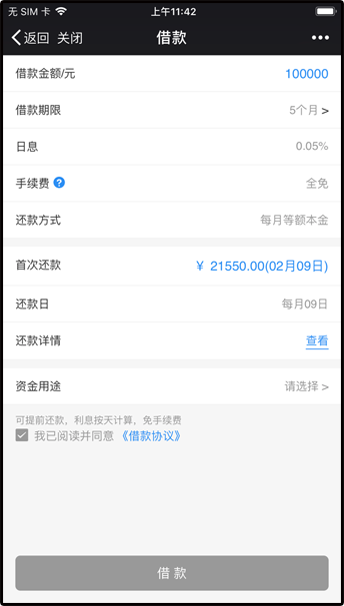 无 SIM 卡 上午11:42
返回 关闭 借款 •••
借款金额/元 100000
借款期限 5个月 >
日息 0.05%
手续费 ? 全免
还款方式 每月等额本金
首次还款 ¥ 21550.00(02月09日)
还款日 每月09日
还款详情 查看
资金用途 请选择 >
可提前还款，利息按天计算，免手续费
我已阅读并同意《借款协议》
借 款